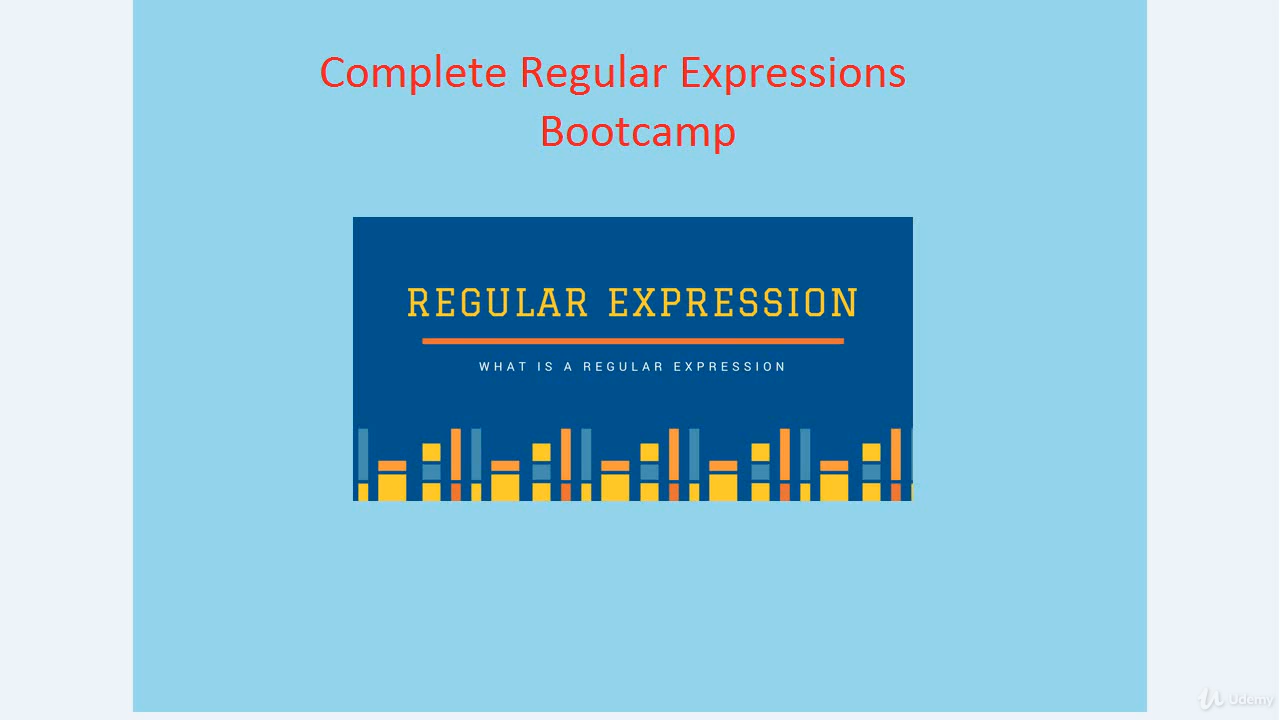 Complete Regular Expressions
Bootcamp
REGULAR EXPRESSION
WHAT IS A REGULAR EXPRESSION
Udemy